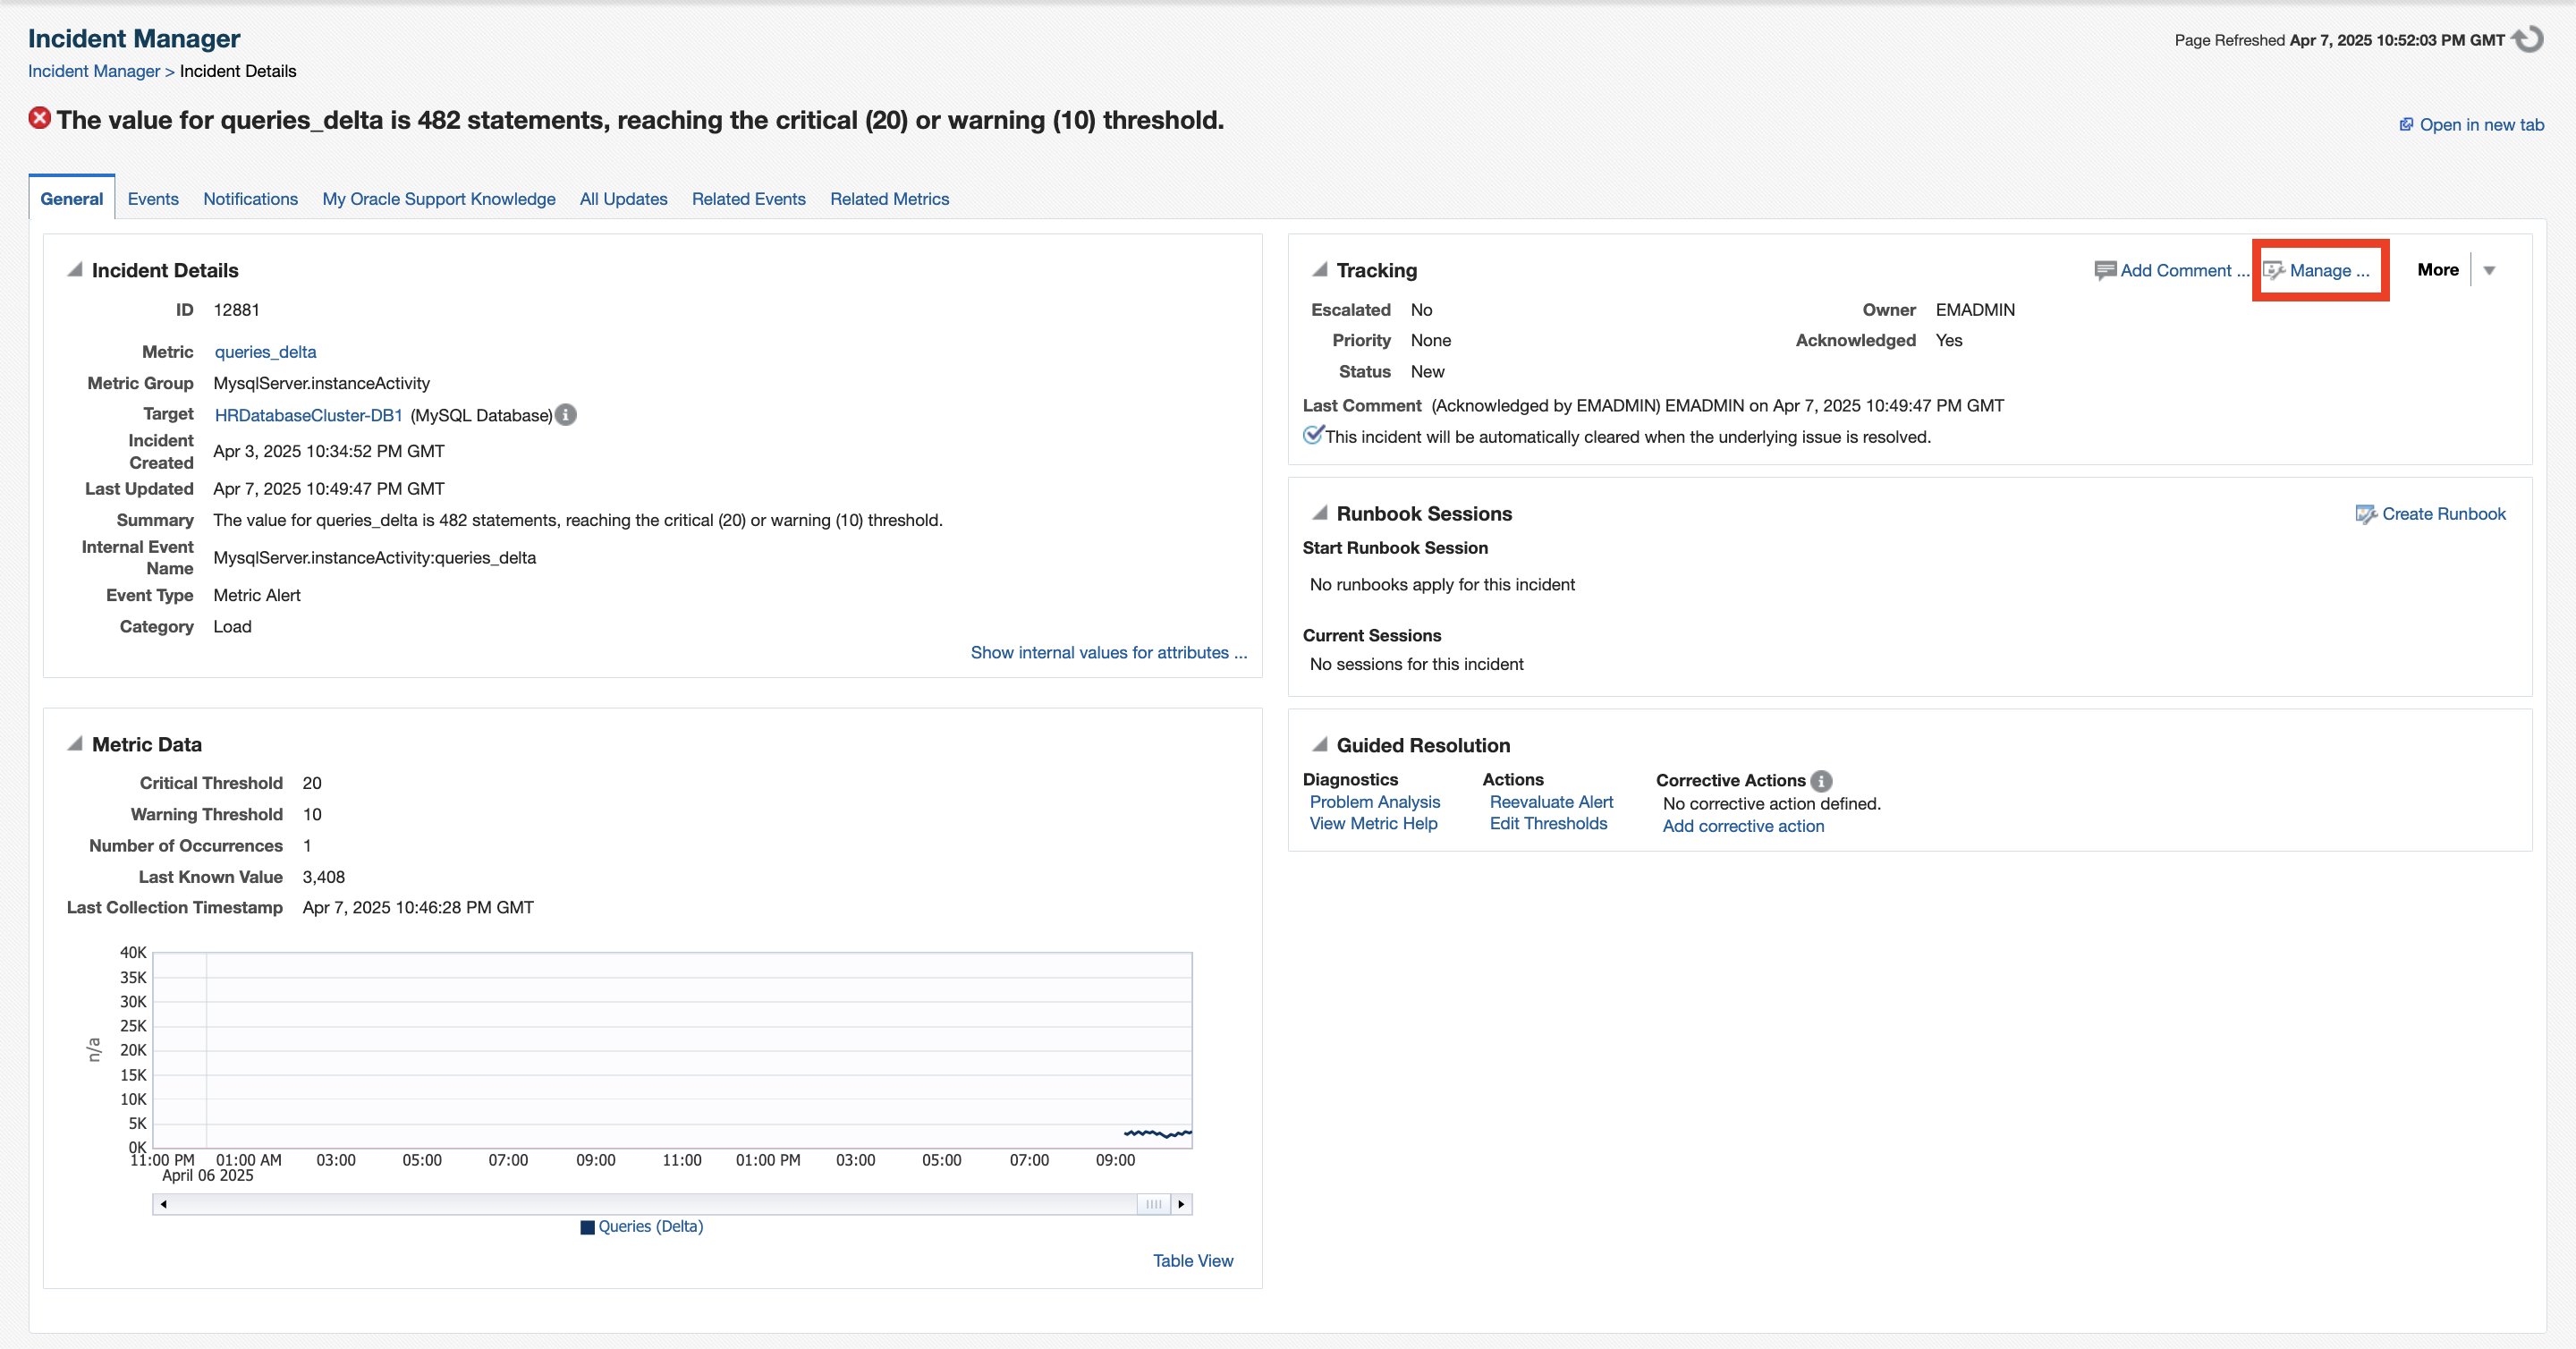 Incident Manager
Page Refreshed Apr 7, 2025 10:52:03 PM GMT
Incident Manager > Incident Details
The value for queries_delta is 482 statements, reaching the critical (20) or warning (10) threshold.
Open in new tab
General Events Notifications My Oracle Support Knowledge All Updates Related Events Related Metrics
Incident Details
ID 12881
Metric queries_delta
Metric Group MysqlServer.instanceActivity
Target HRDatabaseCluster-DB1 (MySQL Database)
Incident
Created Apr 3, 2025 10:34:52 PM GMT
Last Updated Apr 7, 2025 10:49:47 PM GMT
Summary The value for queries_delta is 482 statements, reaching the critical (20) or warning (10) threshold.
Internal Event
Name MysqlServer.instanceActivity:queries_delta
Event Type Metric Alert
Category Load
Show internal values for attributes ...
Metric Data
Critical Threshold 20
Warning Threshold 10
Number of Occurrences 1
Last Known Value 3,408
Last Collection Timestamp Apr 7, 2025 10:46:28 PM GMT
40K
35K
30K
25K
20K
15K
10K
5K
0K
n/a
11:00 PM 01:00 AM 03:00 05:00 07:00 09:00 11:00 01:00 PM 03:00 05:00 07:00 09:00
April 06 2025
Queries (Delta)
Table View
Tracking
Add Comment ... Manage ... More
Escalated No Owner EMADMIN
Priority None Acknowledged Yes
Status New
Last Comment (Acknowledged by EMADMIN) EMADMIN on Apr 7, 2025 10:49:47 PM GMT
This incident will be automatically cleared when the underlying issue is resolved.
Runbook Sessions
Create Runbook
Start Runbook Session
No runbooks apply for this incident
Current Sessions
No sessions for this incident
Guided Resolution
Diagnostics Actions Corrective Actions
Problem Analysis Reevaluate Alert No corrective action defined.
View Metric Help Edit Thresholds Add corrective action